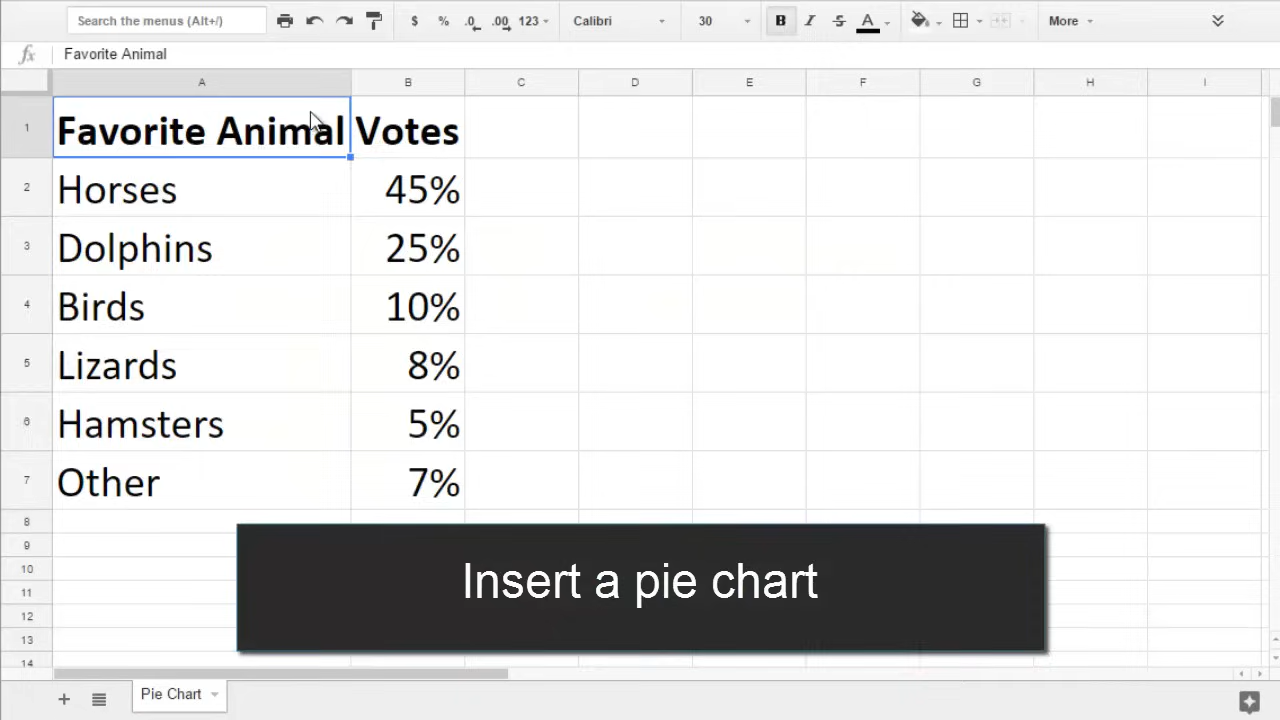 Search the menus (Alt+/) $ % .0 .00 123 Calibri 30 B I S A More
fx Favorite Animal
A B C D E F G H I
1 Favorite Animal Votes
2 Horses 45%
3 Dolphins 25%
4 Birds 10%
5 Lizards 8%
6 Hamsters 5%
7 Other 7%
8
9
10
11
12
13
14
Insert a pie chart
+ Pie Chart